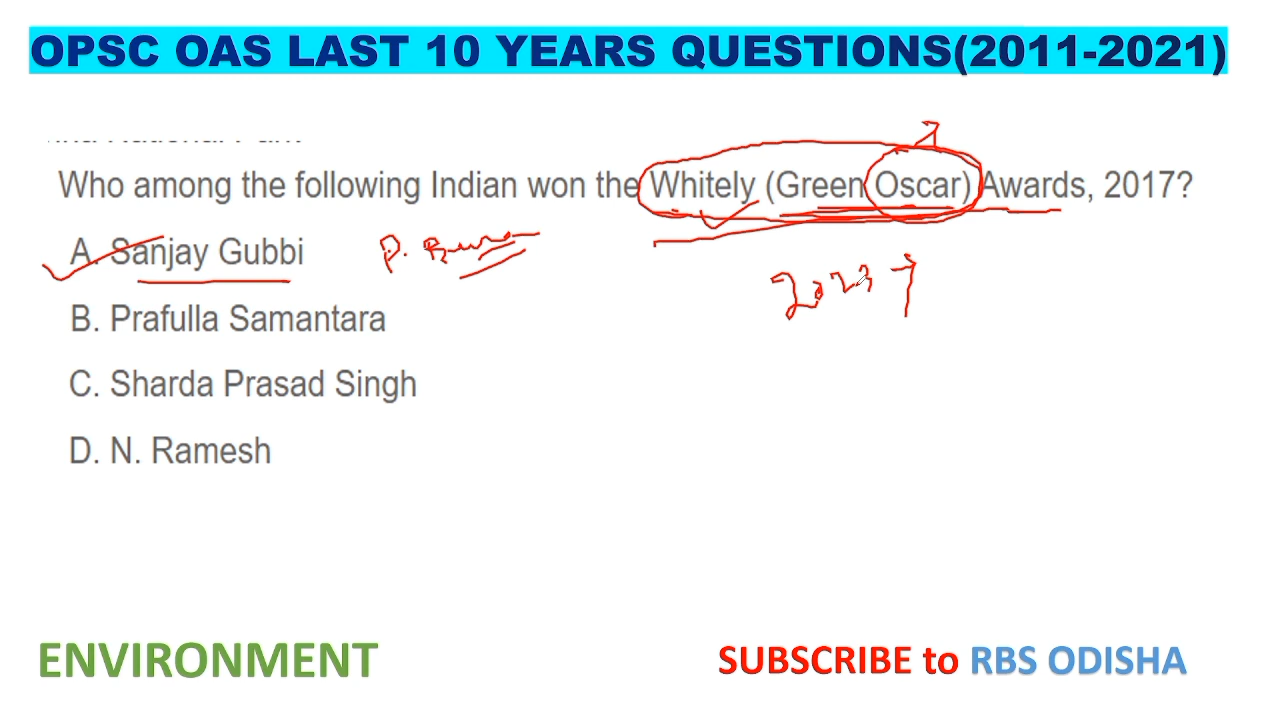 OPSC OAS LAST 10 YEARS QUESTIONS(2011-2021)
Who among the following Indian won the Whitely (Green Oscar) Awards, 2017?
A. Sanjay Gubbi
P.
2023 ?
B. Prafulla Samantara
C. Sharda Prasad Singh
D. N. Ramesh
ENVIRONMENT
SUBSCRIBE to RBS ODISHA